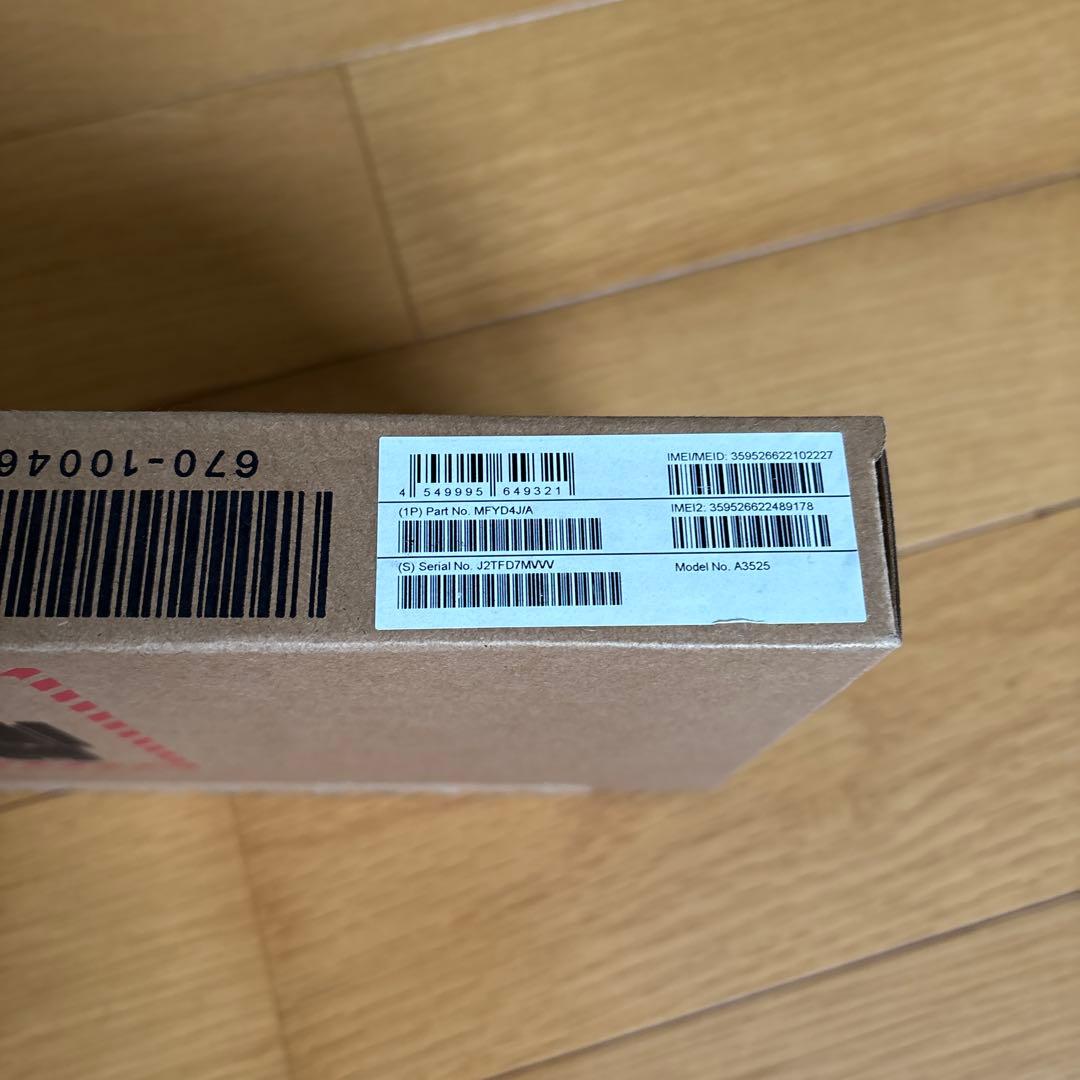 670-10046
4 549995 649321
(1P) Part No. MFYD4J/A
(S) Serial No. J2TFD7MVVV
IMEI/MEID: 359526622102227
IMEI2: 359526622489178
Model No. A3525